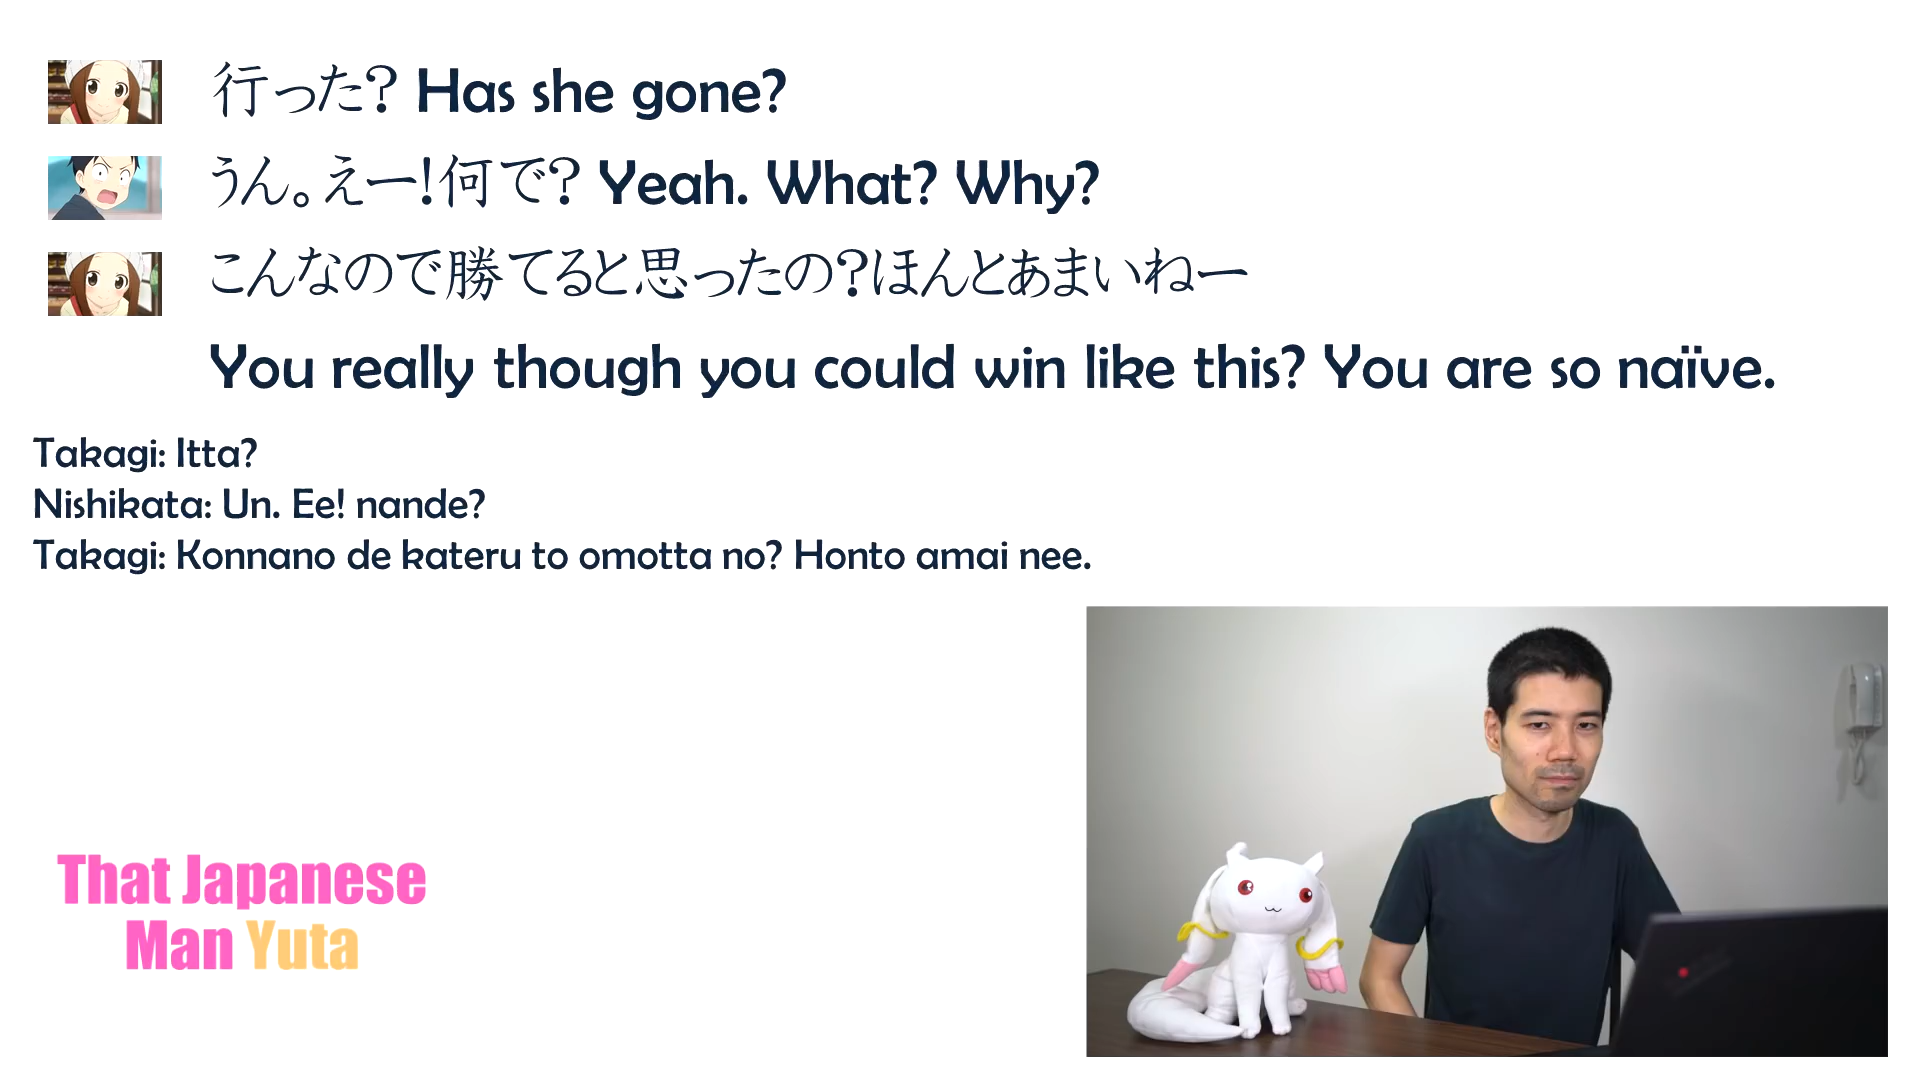 行った？ Has she gone?
うん。えー！何で？ Yeah. What? Why?
こんなので勝てると思ったの？ほんとあまいねー
You really though you could win like this? You are so naïve.
Takagi: Itta?
Nishikata: Un. Ee! nande?
Takagi: Konnano de kateru to omotta no? Honto amai nee.
That Japanese
Man Yuta